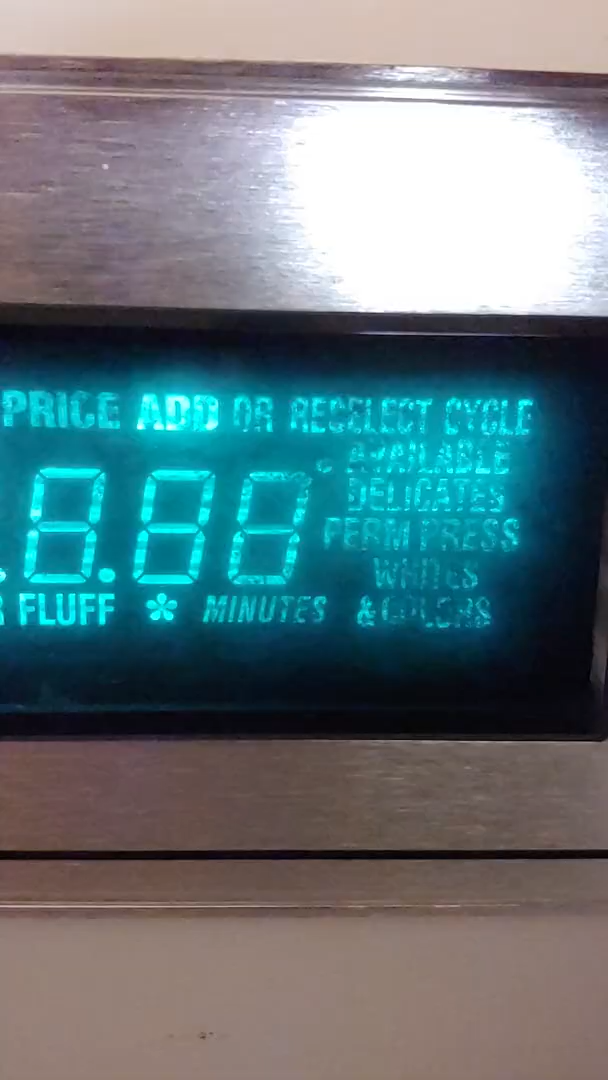 PRICE ADD OR RESELECT CYCLE
AVAILABLE
DELICATES
8.88
PERM PRESS
WHITES
R FLUFF * MINUTES & COLORS